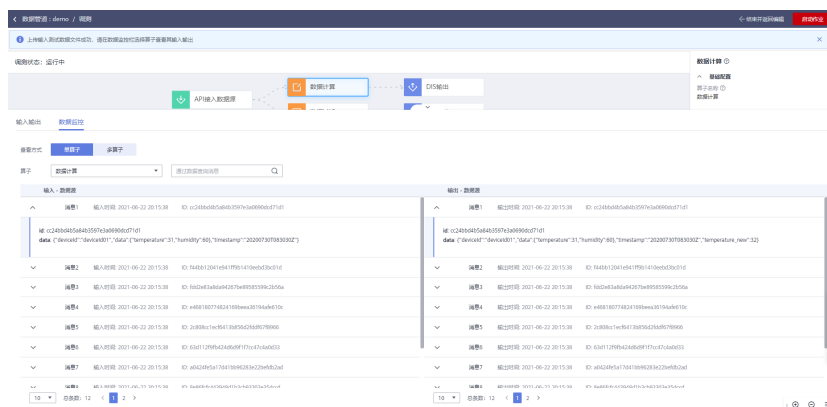 数据管道：demo / 调测
结束并返回编辑
启动作业
上传输入测试数据文件成功，请在数据监控栏选择算子查看其输入输出
调测状态：运行中
数据计算
DIS输出
API输入数据源
数据计算
基础配置
算子名称
数据计算
输入输出 数据监控
查看方式 单算子 多算子
算子 数据计算 通过数据查询消息
输入 - 数据源
消息1 输入时间: 2021-06-22 20:15:38
id:
data: {"deviceId":"deviceId01","data":{"temperature":31,"humidity":60},"timestamp":"20200730T083030Z"}
消息2 输入时间: 2021-06-22 20:15:38
消息3 输入时间: 2021-06-22 20:15:38
消息4 输入时间: 2021-06-22 20:15:38
消息5 输入时间: 2021-06-22 20:15:38
消息6 输入时间: 2021-06-22 20:15:38
消息7 输入时间: 2021-06-22 20:15:38
10 总条数: 12 < 1 2 >
输出 - 数据源
消息1 输出时间: 2021-06-22 20:15:38
id:
data: {"deviceId":"deviceId01","data":{"temperature":31,"humidity":60},"timestamp":"20200730T083030Z","temperature_new":32}
消息2 输出时间: 2021-06-22 20:15:38
消息3 输出时间: 2021-06-22 20:15:38
消息4 输出时间: 2021-06-22 20:15:38
消息5 输出时间: 2021-06-22 20:15:38
消息6 输出时间: 2021-06-22 20:15:38
消息7 输出时间: 2021-06-22 20:15:38
10 总条数: 12 < 1 2 >